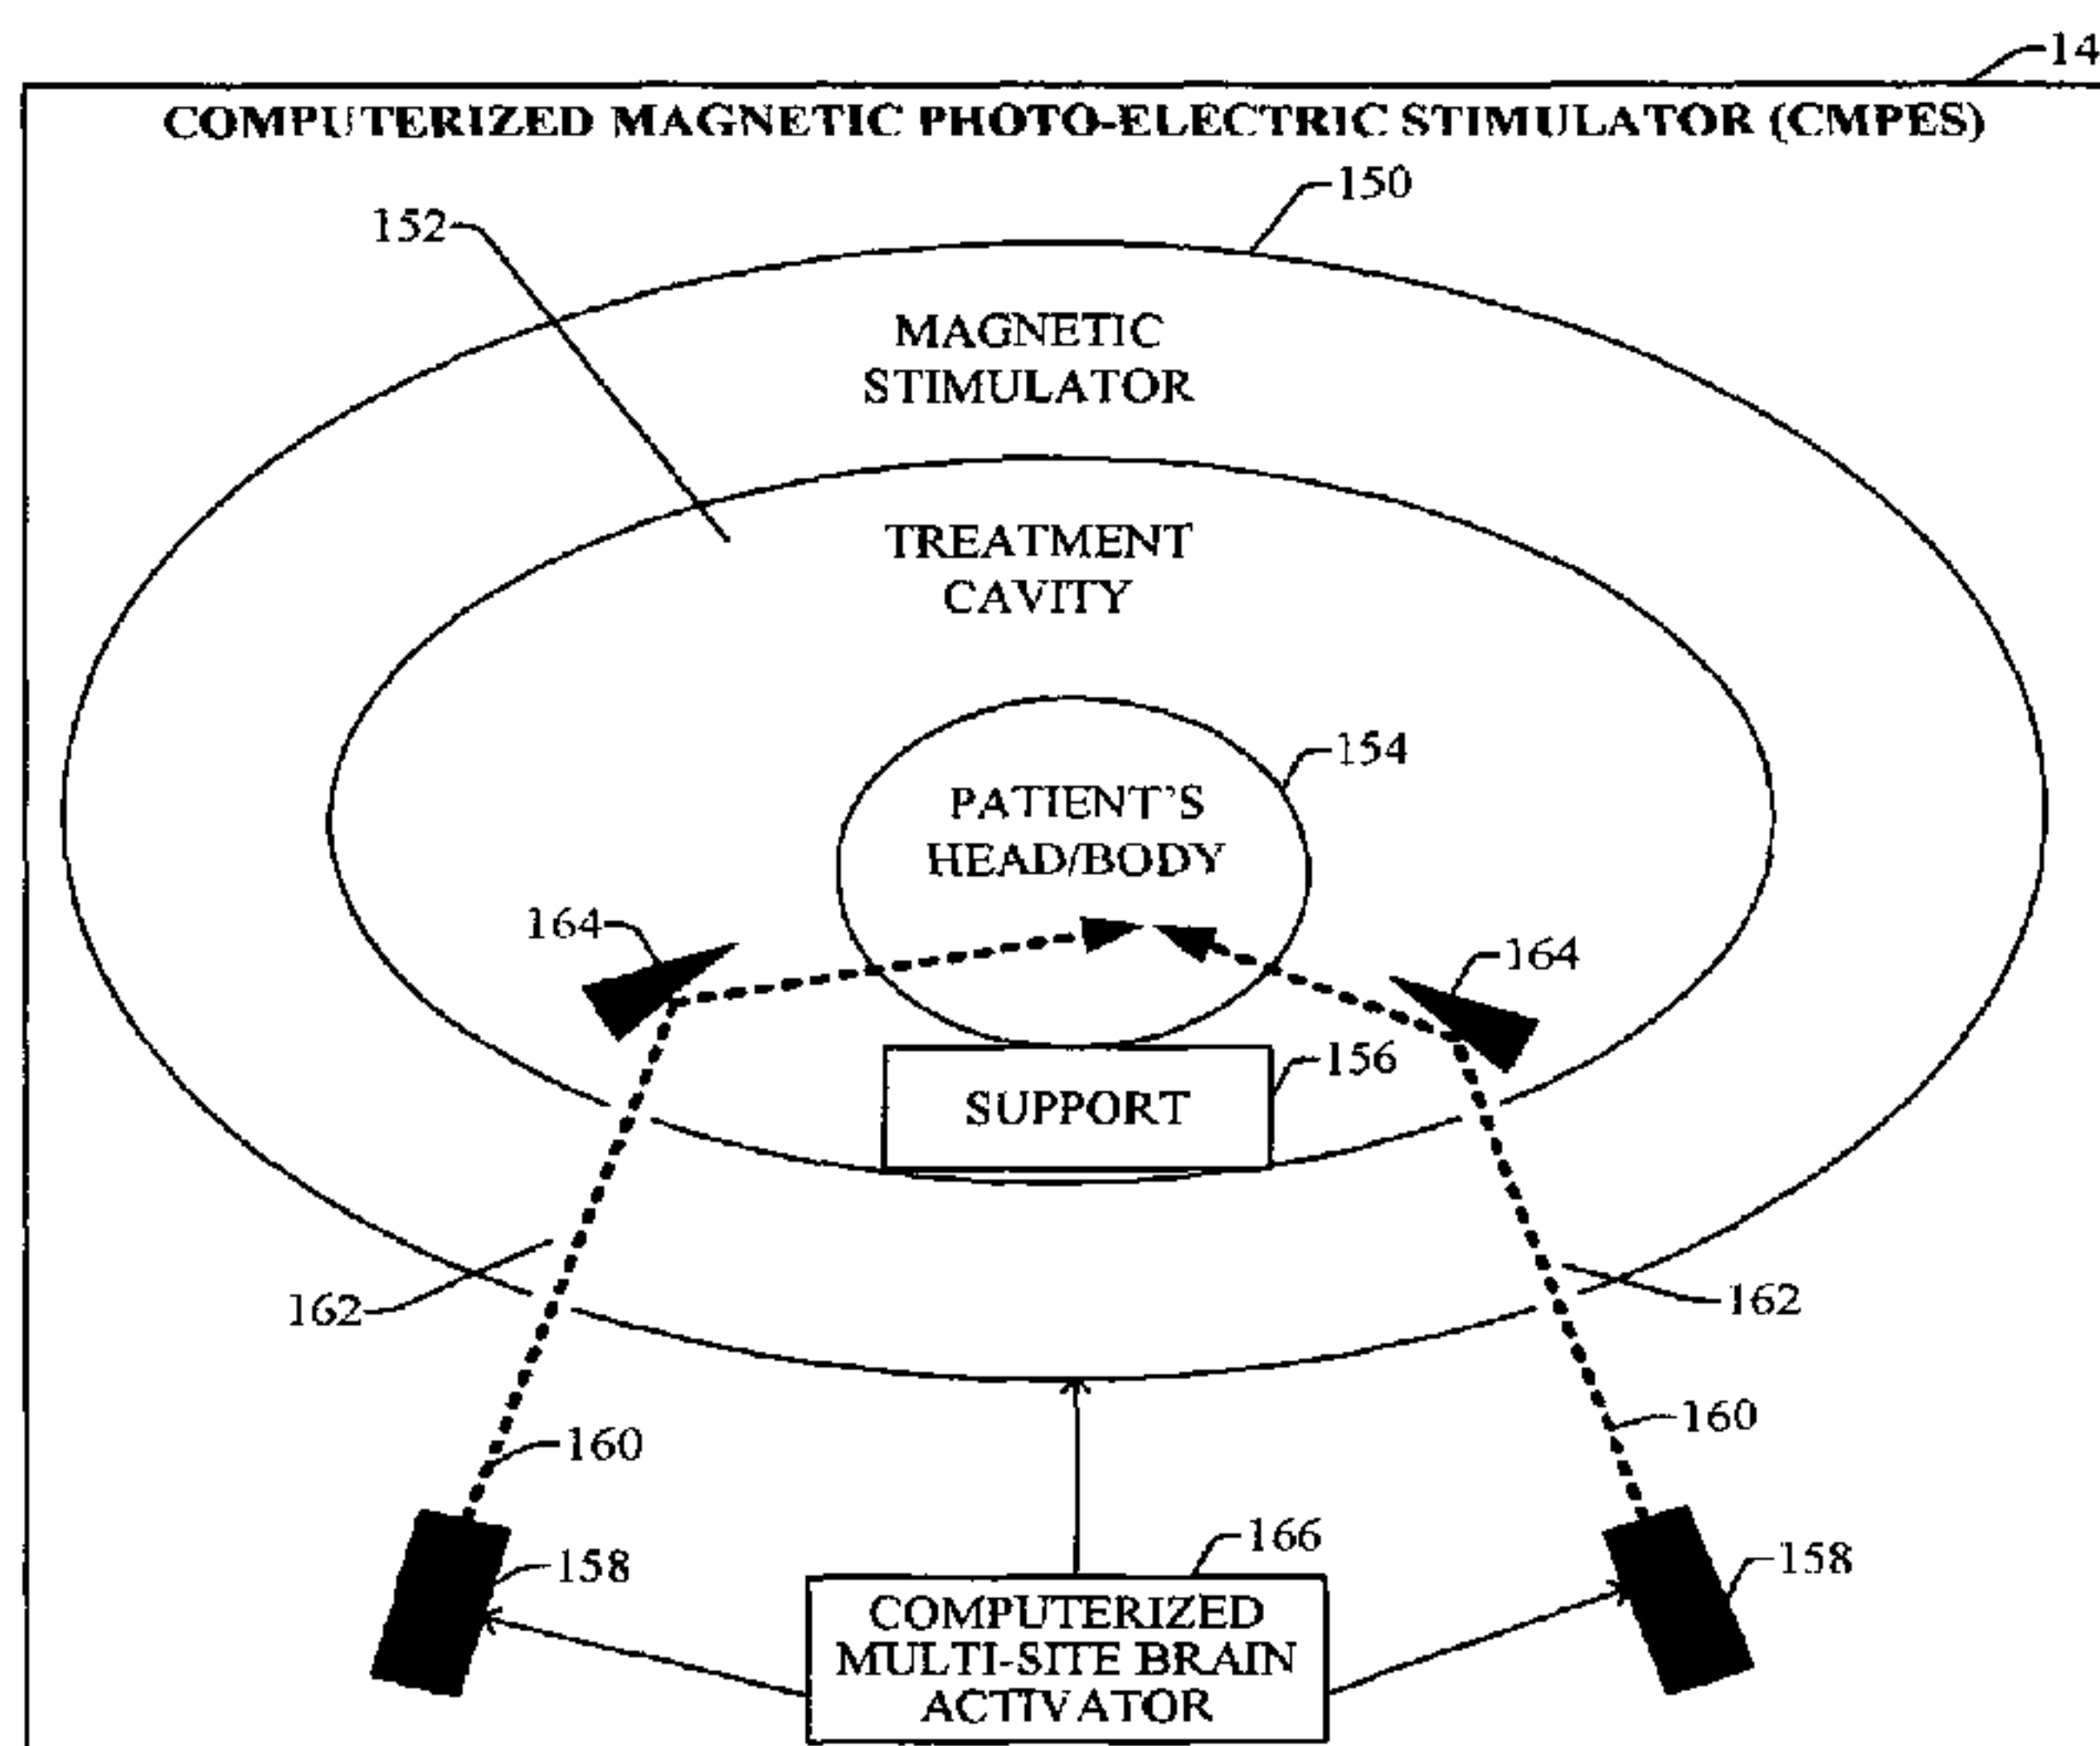 14
COMPUTERIZED MAGNETIC PHOTO-ELECTRIC STIMULATOR (CMPES)
150
152
MAGNETIC
STIMULATOR
TREATMENT
CAVITY
154
PATIENT'S
HEAD/BODY
164
164
156
SUPPORT
162
162
160
160
166
158
158
COMPUTERIZED
MULTI-SITE BRAIN
ACTIVATOR